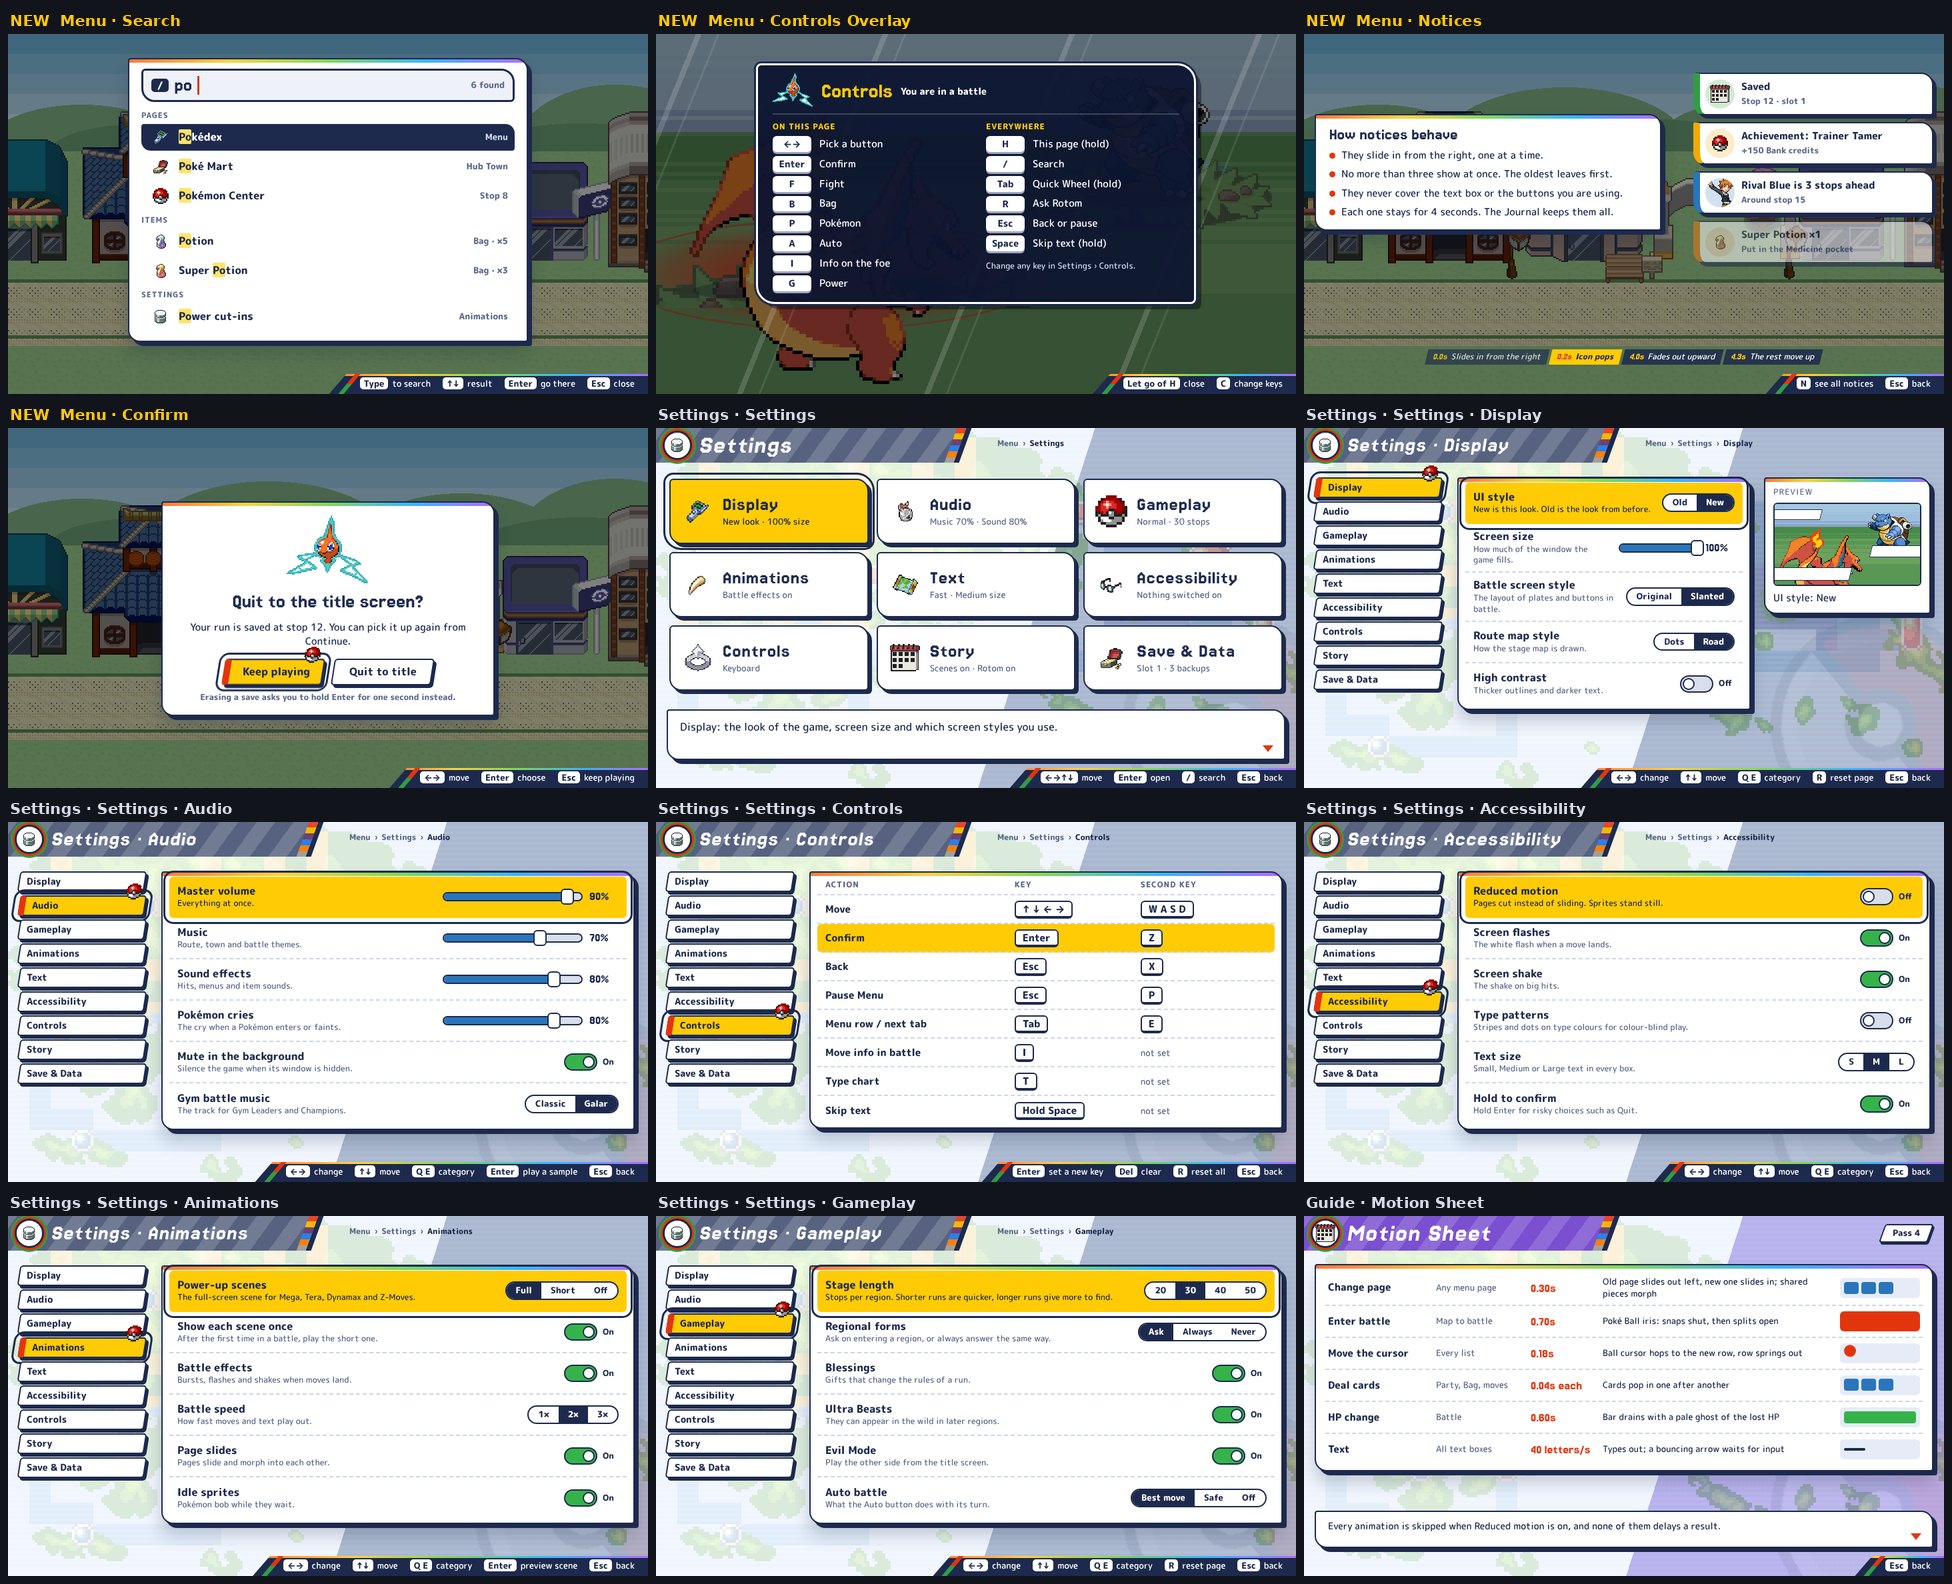 NEW Menu · Search
/ po
6 found
PAGES
Pokédex Menu
Poké Mart Hub Town
Pokémon Center Stop 8
ITEMS
Potion Bag · ×5
Super Potion Bag · ×3
SETTINGS
Power cut-ins Animations
Type to search ↑↓ result Enter go there Esc close
NEW Menu · Controls Overlay
Controls You are in a battle
ON THIS PAGE
←→ Pick a button
Enter Confirm
F Fight
B Bag
P Pokémon
A Auto
I Info on the foe
G Power
EVERYWHERE
H This page (hold)
/ Search
Tab Quick Wheel (hold)
R Ask Rotom
Esc Back or pause
Space Skip text (hold)
Change any key in Settings › Controls.
Let go of H close C change keys
NEW Menu · Notices
How notices behave
They slide in from the right, one at a time.
No more than three show at once. The oldest leaves first.
They never cover the text box or the buttons you are using.
Each one stays for 4 seconds. The Journal keeps them all.
Saved
Stop 12 · slot 1
Achievement: Trainer Tamer
+150 Bank credits
Rival Blue is 3 stops ahead
Around stop 15
Super Potion ×1
Put in the Medicine pocket
0.0s Slides in from the right 0.2s Icon pops 4.0s Fades out upward 4.3s The rest move up
N see all notices Esc back
NEW Menu · Confirm
Quit to the title screen?
Your run is saved at stop 12. You can pick it up again from
Continue.
Keep playing Quit to title
Erasing a save asks you to hold Enter for one second instead.
←→ move Enter choose Esc keep playing
Settings · Settings
Settings
Menu › Settings
Display
New look · 100% size
Audio
Music 70% · Sound 80%
Gameplay
Normal · 30 stops
Animations
Battle effects on
Text
Fast · Medium size
Accessibility
Nothing switched on
Controls
Keyboard
Story
Scenes on · Rotom on
Save & Data
Slot 1 · 3 backups
Display: the look of the game, screen size and which screen styles you use.
←→↑↓ move Enter open / search Esc back
Settings · Settings · Display
Settings · Display
Menu › Settings › Display
Display
Audio
Gameplay
Animations
Text
Accessibility
Controls
Story
Save & Data
UI style
New is this look. Old is the look from before.
Old New
Screen size
How much of the window the
game fills.
100%
Battle screen style
The layout of plates and buttons in
battle.
Original Slanted
Route map style
How the stage map is drawn.
Dots Road
High contrast
Thicker outlines and darker text.
Off
PREVIEW
UI style: New
←→ change ↑↓ move Q E category R reset page Esc back
Settings · Settings · Audio
Settings · Audio
Menu › Settings › Audio
Display
Audio
Gameplay
Animations
Text
Accessibility
Controls
Story
Save & Data
Master volume
Everything at once.
90%
Music
Route, town and battle themes.
70%
Sound effects
Hits, menus and item sounds.
80%
Pokémon cries
The cry when a Pokémon enters or faints.
80%
Mute in the background
Silence the game when its window is hidden.
On
Gym battle music
The track for Gym Leaders and Champions.
Classic Galar
←→ change ↑↓ move Q E category Enter play a sample Esc back
Settings · Settings · Controls
Settings · Controls
Menu › Settings › Controls
Display
Audio
Gameplay
Animations
Text
Accessibility
Controls
Story
Save & Data
ACTION KEY SECOND KEY
Move ↑ ↓ ← → W A S D
Confirm Enter Z
Back Esc X
Pause Menu Esc P
Menu row / next tab Tab E
Move info in battle I not set
Type chart T not set
Skip text Hold Space not set
Enter set a new key Del clear R reset all Esc back
Settings · Settings · Accessibility
Settings · Accessibility
Menu › Settings › Accessibility
Display
Audio
Gameplay
Animations
Text
Accessibility
Controls
Story
Save & Data
Reduced motion
Pages cut instead of sliding. Sprites stand still.
Off
Screen flashes
The white flash when a move lands.
On
Screen shake
The shake on big hits.
On
Type patterns
Stripes and dots on type colours for colour-blind play.
Off
Text size
Small, Medium or Large text in every box.
S M L
Hold to confirm
Hold Enter for risky choices such as Quit.
On
←→ change ↑↓ move Q E category Esc back
Settings · Settings · Animations
Settings · Animations
Menu › Settings › Animations
Display
Audio
Gameplay
Animations
Text
Accessibility
Controls
Story
Save & Data
Power-up scenes
The full-screen scene for Mega, Tera, Dynamax and Z-Moves.
Full Short Off
Show each scene once
After the first time in a battle, play the short one.
On
Battle effects
Bursts, flashes and shakes when moves land.
On
Battle speed
How fast moves and text play out.
1× 2× 3×
Page slides
Pages slide and morph into each other.
On
Idle sprites
Pokémon bob while they wait.
On
←→ change ↑↓ move Q E category Enter preview scene Esc back
Settings · Settings · Gameplay
Settings · Gameplay
Menu › Settings › Gameplay
Display
Audio
Gameplay
Animations
Text
Accessibility
Controls
Story
Save & Data
Stage length
Stops per region. Shorter runs are quicker, longer runs give more to find.
20 30 40 50
Regional forms
Ask on entering a region, or always answer the same way.
Ask Always Never
Blessings
Gifts that change the rules of a run.
On
Ultra Beasts
They can appear in the wild in later regions.
On
Evil Mode
Play the other side from the title screen.
On
Auto battle
What the Auto button does with its turn.
Best move Safe Off
←→ change ↑↓ move Q E category R reset page Esc back
Guide · Motion Sheet
Motion Sheet
Pass 4
Change page Any menu page 0.30s Old page slides out left, new one slides in; shared
pieces morph
Enter battle Map to battle 0.70s Poké Ball iris: snaps shut, then splits open
Move the cursor Every list 0.18s Ball cursor hops to the new row, row springs out
Deal cards Party, Bag, moves 0.04s each Cards pop in one after another
HP change Battle 0.60s Bar drains with a pale ghost of the lost HP
Text All text boxes 40 letters/s Types out; a bouncing arrow waits for input
Every animation is skipped when Reduced motion is on, and none of them delays a result.
Esc back